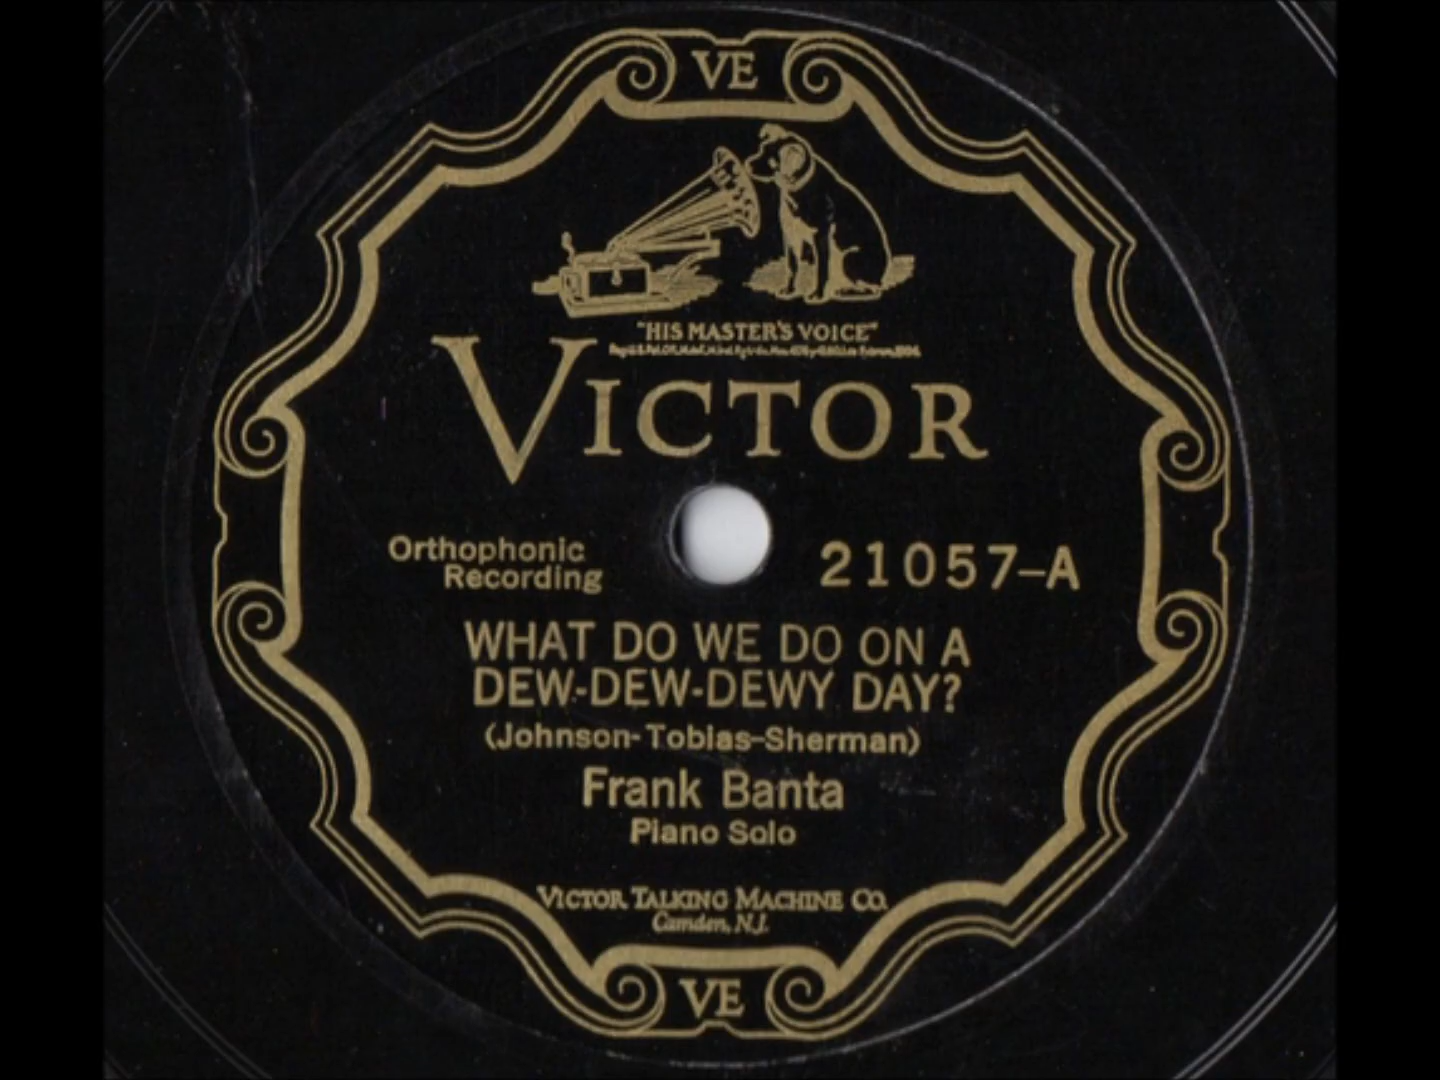 VE
"HIS MASTER'S VOICE"
VICTOR
Orthophonic
Recording
21057-A
WHAT DO WE DO ON A
DEW-DEW-DEWY DAY?
(Johnson-Tobias-Sherman)
Frank Banta
Piano Solo
VICTOR TALKING MACHINE CO.
Camden, N.J.
VE